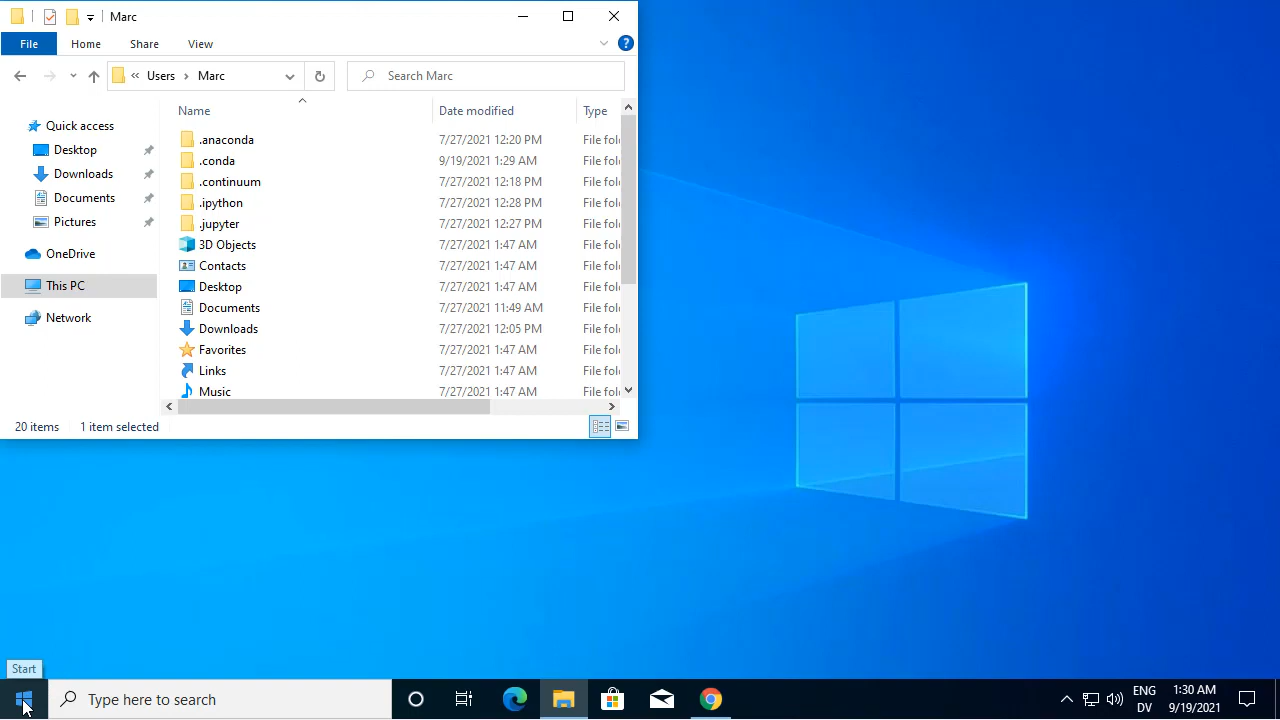 Marc
File Home Share View
« Users › Marc
Search Marc
Name Date modified Type
Quick access
Desktop
Downloads
Documents
Pictures
OneDrive
This PC
Network
.anaconda 7/27/2021 12:20 PM File fol
.conda 9/19/2021 1:29 AM File fol
.continuum 7/27/2021 12:18 PM File fol
.ipython 7/27/2021 12:28 PM File fol
.jupyter 7/27/2021 12:27 PM File fol
3D Objects 7/27/2021 1:47 AM File fol
Contacts 7/27/2021 1:47 AM File fol
Desktop 7/27/2021 1:47 AM File fol
Documents 7/27/2021 11:49 AM File fol
Downloads 7/27/2021 12:05 PM File fol
Favorites 7/27/2021 1:47 AM File fol
Links 7/27/2021 1:47 AM File fol
Music 7/27/2021 1:47 AM File fol
20 items 1 item selected
Start
Type here to search
ENG
DV
1:30 AM
9/19/2021